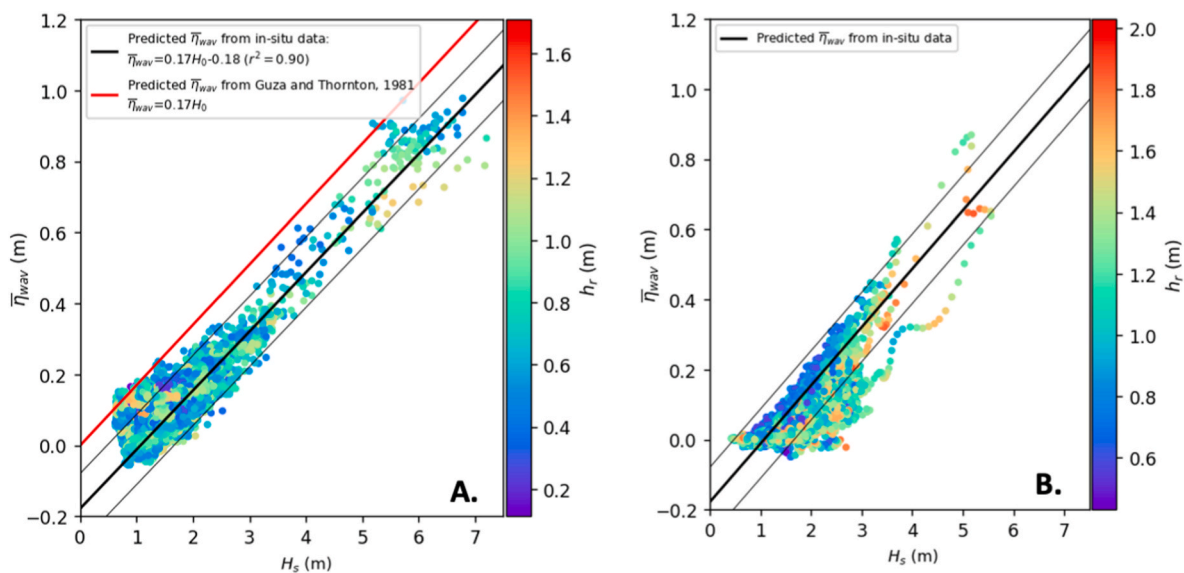 Predicted η̅wav from in-situ data:
η̅wav=0.17H0-0.18 (r² = 0.90)
Predicted η̅wav from Guza and Thornton, 1981
η̅wav=0.17H0
1.2
1.0
0.8
0.6
0.4
0.2
0.0
−0.2
η̅wav (m)
0 1 2 3 4 5 6 7
Hs (m)
A.
1.6
1.4
1.2
1.0
0.8
0.6
0.4
0.2
hr (m)
Predicted η̅wav from in-situ data
1.2
1.0
0.8
0.6
0.4
0.2
0.0
−0.2
η̅wav (m)
0 1 2 3 4 5 6 7
Hs (m)
B.
2.0
1.8
1.6
1.4
1.2
1.0
0.8
0.6
hr (m)